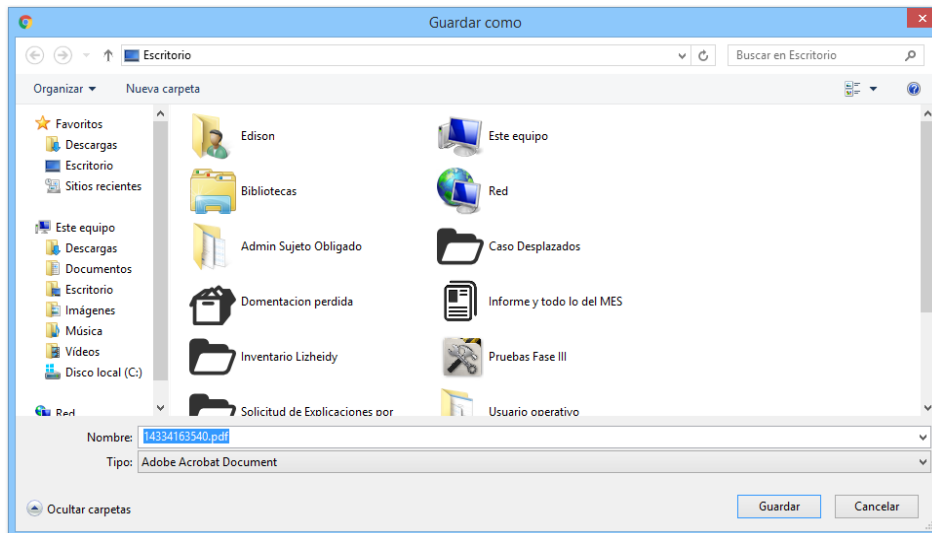 Guardar como
Escritorio
Buscar en Escritorio
Organizar
Nueva carpeta
Favoritos
Descargas
Escritorio
Sitios recientes
Este equipo
Descargas
Documentos
Escritorio
Imágenes
Música
Vídeos
Disco local (C:)
Red
Edison
Este equipo
Bibliotecas
Red
Admin Sujeto Obligado
Caso Desplazados
Domentacion perdida
Informe y todo lo del MES
Inventario Lizheidy
Pruebas Fase III
Solicitud de Explicaciones por
Usuario operativo
Nombre: 14334163540.pdf
Tipo: Adobe Acrobat Document
Ocultar carpetas
Guardar
Cancelar